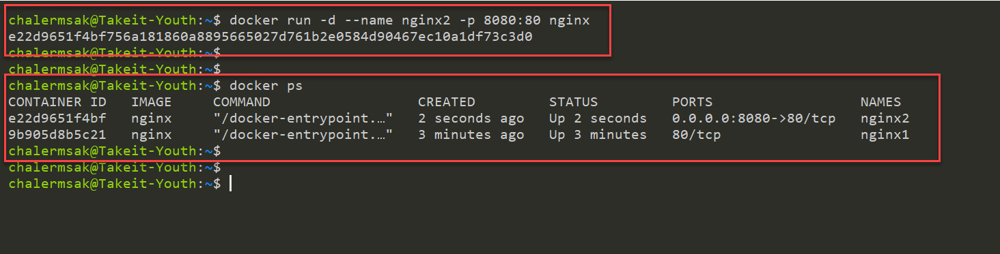 chalermsak@Takeit-Youth:~$ docker run -d --name nginx2 -p 8080:80 nginx
e22d9651f4bf756a181860a8895665027d761b2e0584d90467ec10a1df73c3d0
chalermsak@Takeit-Youth:~$
chalermsak@Takeit-Youth:~$
chalermsak@Takeit-Youth:~$ docker ps
CONTAINER ID   IMAGE     COMMAND                  CREATED         STATUS         PORTS                  NAMES
e22d9651f4bf   nginx     "/docker-entrypoint.…"   2 seconds ago   Up 2 seconds   0.0.0.0:8080->80/tcp   nginx2
9b905d8b5c21   nginx     "/docker-entrypoint.…"   3 minutes ago   Up 3 minutes   80/tcp                 nginx1
chalermsak@Takeit-Youth:~$
chalermsak@Takeit-Youth:~$
chalermsak@Takeit-Youth:~$